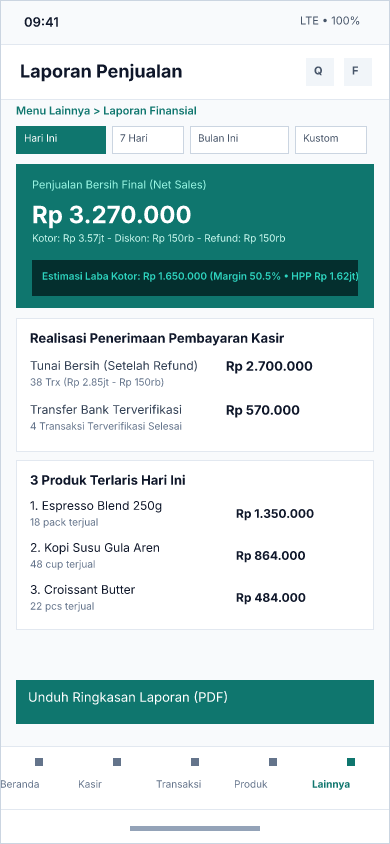 09:41
LTE • 100%
Laporan Penjualan
Q
F
Menu Lainnya > Laporan Finansial
Hari Ini
7 Hari
Bulan Ini
Kustom
Penjualan Bersih Final (Net Sales)
Rp 3.270.000
Kotor: Rp 3.57jt - Diskon: Rp 150rb - Refund: Rp 150rb
Estimasi Laba Kotor: Rp 1.650.000 (Margin 50.5% • HPP Rp 1.62jt)
Realisasi Penerimaan Pembayaran Kasir
Tunai Bersih (Setelah Refund)
Rp 2.700.000
38 Trx (Rp 2.85jt - Rp 150rb)
Transfer Bank Terverifikasi
Rp 570.000
4 Transaksi Terverifikasi Selesai
3 Produk Terlaris Hari Ini
1. Espresso Blend 250g
Rp 1.350.000
18 pack terjual
2. Kopi Susu Gula Aren
Rp 864.000
48 cup terjual
3. Croissant Butter
Rp 484.000
22 pcs terjual
Unduh Ringkasan Laporan (PDF)
Beranda
Kasir
Transaksi
Produk
Lainnya